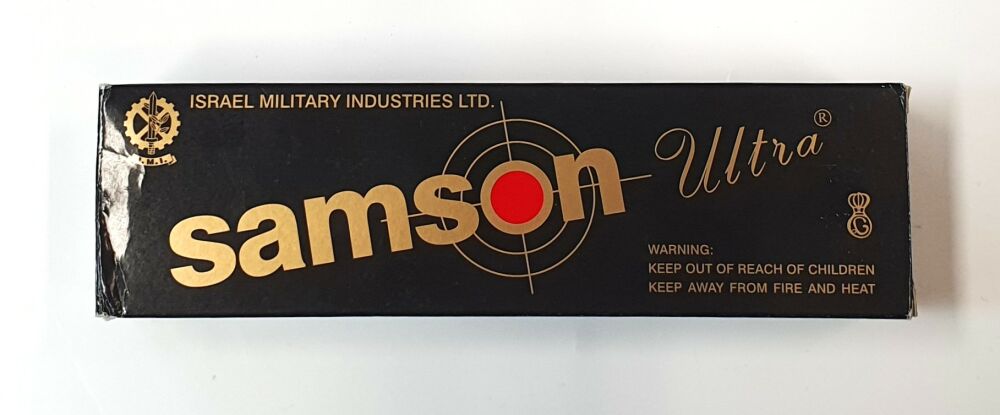 ISRAEL MILITARY INDUSTRIES LTD.
I.M.I.
samson Ultra®
G
WARNING:
KEEP OUT OF REACH OF CHILDREN
KEEP AWAY FROM FIRE AND HEAT